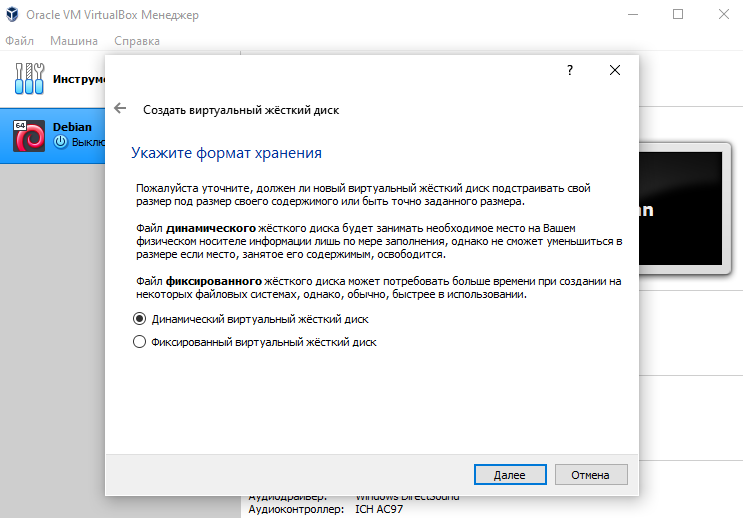 Oracle VM VirtualBox Менеджер
Файл Машина Справка
?
Создать виртуальный жёсткий диск
64
Debian
Укажите формат хранения
Пожалуйста уточните, должен ли новый виртуальный жёсткий диск подстраивать свой
размер под размер своего содержимого или быть точно заданного размера.
Файл динамического жёсткого диска будет занимать необходимое место на Вашем
физическом носителе информации лишь по мере заполнения, однако не сможет уменьшиться в
размере если место, занятое его содержимым, освободится.
Файл фиксированного жёсткого диска может потребовать больше времени при создании на
некоторых файловых системах, однако, обычно, быстрее в использовании.
Динамический виртуальный жёсткий диск
Фиксированный виртуальный жёсткий диск
Далее Отмена
Аудиодрайвер: Windows DirectSound
Аудиоконтроллер: ICH AC97